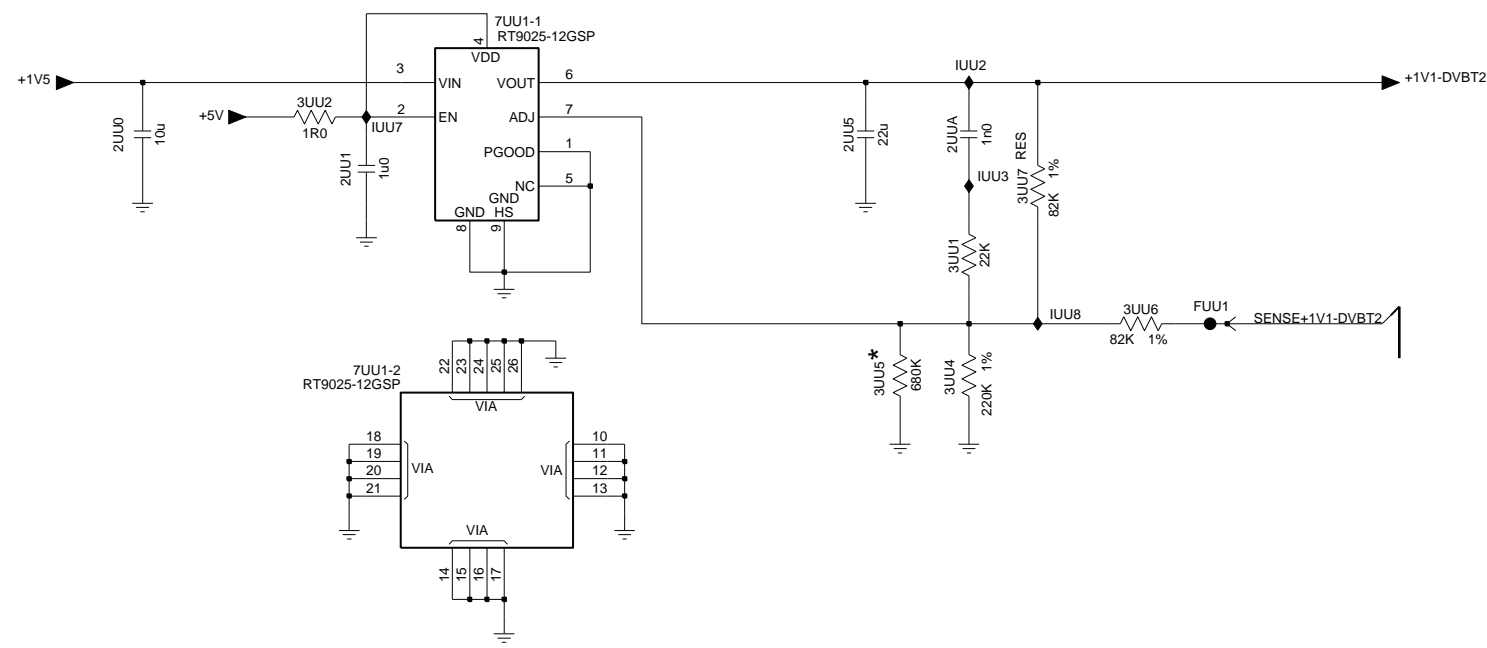 7UU1-1
RT9025-12GSP
+1V5
3
4
VDD
VIN
VOUT
6
IUU2
+1V1-DVBT2
+5V
3UU2
1R0
IUU7
2
EN
ADJ
7
2UU0
10u
2UU1
1u0
PGOOD
1
NC
5
GND
GND
HS
8
9
2UU5
22u
2UUA
1n0
IUU3
3UU7
RES
82K
1%
3UU1
22K
IUU8
3UU6
82K
1%
FUU1
SENSE+1V1-DVBT2
3UU5
*
680K
3UU4
220K
1%
7UU1-2
RT9025-12GSP
22
23
24
25
26
VIA
18
19
20
21
VIA
VIA
10
11
12
13
VIA
14
15
16
17